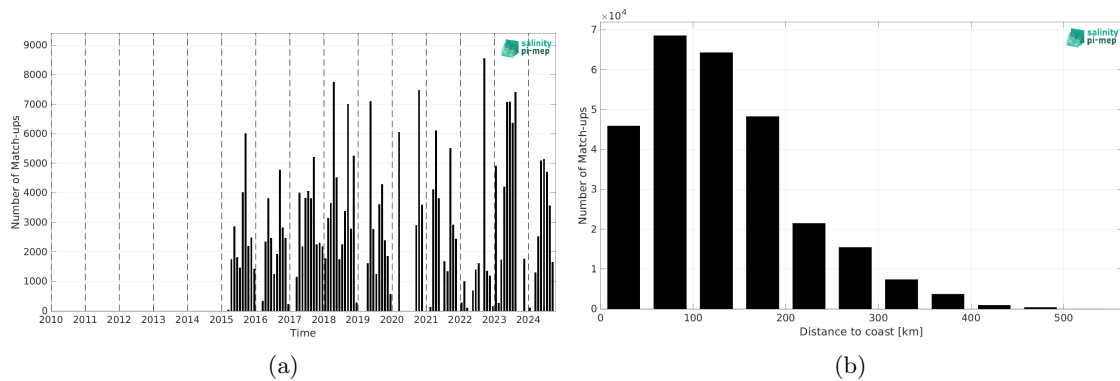 salinity
pi-mep
9000
8000
7000
6000
5000
4000
3000
2000
1000
0
Number of Match-ups
2010 2011 2012 2013 2014 2015 2016 2017 2018 2019 2020 2021 2022 2023 2024
Time
(a)
×10⁴
salinity
pi-mep
7
6
5
4
3
2
1
0
Number of Match-ups
0 100 200 300 400 500
Distance to coast [km]
(b)